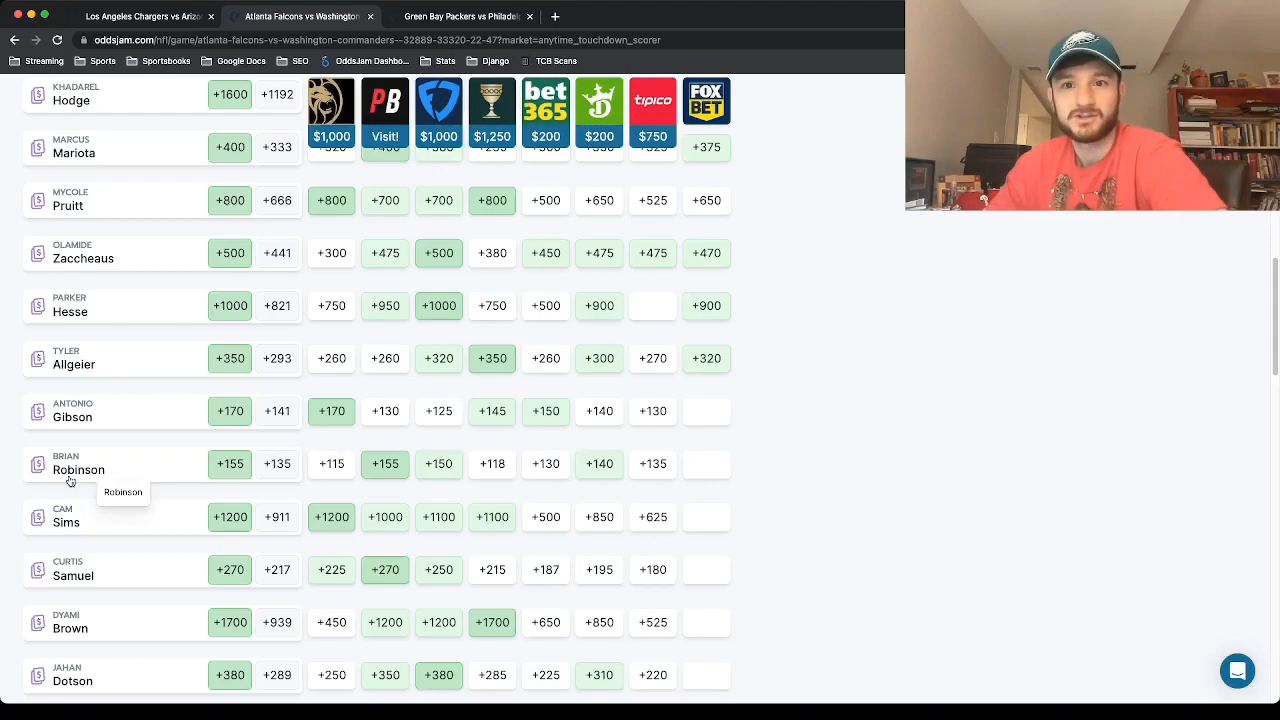 Los Angeles Chargers vs Arizo
Atlanta Falcons vs Washington
Green Bay Packers vs Philadel
oddsjam.com/nfl/game/atlanta-falcons-vs-washington-commanders--32889-33320-22-47?market=anytime_touchdown_scorer
Streaming Sports Sportsbooks Google Docs SEO OddsJam Dashbo... Stats Django TCB Scans
PB bet365 tipico FOX BET
$1,000 Visit! $1,000 $1,250 $200 $200 $750
KHADAREL
Hodge +1600 +1192
MARCUS
Mariota +400 +333 +375
MYCOLE
Pruitt +800 +666 +800 +700 +700 +800 +500 +650 +525 +650
OLAMIDE
Zaccheaus +500 +441 +300 +475 +500 +380 +450 +475 +475 +470
PARKER
Hesse +1000 +821 +750 +950 +1000 +750 +500 +900 +900
TYLER
Allgeier +350 +293 +260 +260 +320 +350 +260 +300 +270 +320
ANTONIO
Gibson +170 +141 +170 +130 +125 +145 +150 +140 +130
BRIAN
Robinson +155 +135 +115 +155 +150 +118 +130 +140 +135
Robinson
CAM
Sims +1200 +911 +1200 +1000 +1100 +1100 +500 +850 +625
CURTIS
Samuel +270 +217 +225 +270 +250 +215 +187 +195 +180
DYAMI
Brown +1700 +939 +450 +1200 +1200 +1700 +650 +850 +525
JAHAN
Dotson +380 +289 +250 +350 +380 +285 +225 +310 +220